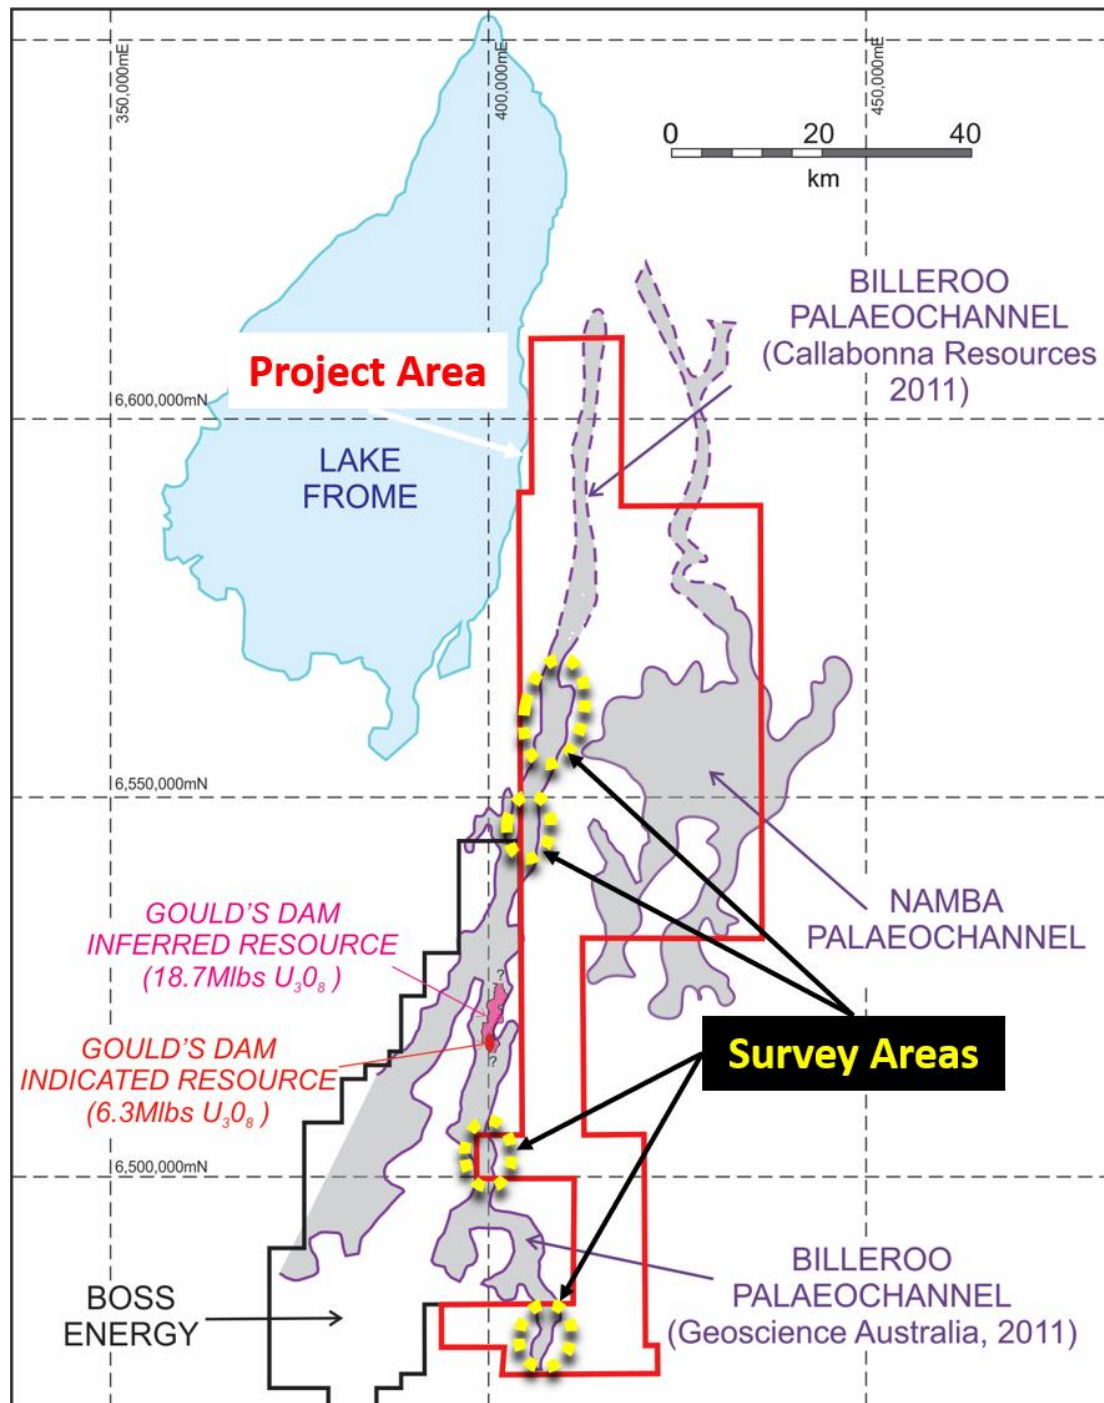 350,000mE
400,000mE
450,000mE
0 20 40
km
BILLEROO
PALAEOCHANNEL
(Callabonna Resources
2011)
Project Area
6,600,000mN
LAKE
FROME
6,550,000mN
GOULD'S DAM
INFERRED RESOURCE
(18.7Mlbs U₃0₈ )
NAMBA
PALAEOCHANNEL
?
GOULD'S DAM
INDICATED RESOURCE
(6.3Mlbs U₃0₈ )
?
Survey Areas
6,500,000mN
BILLEROO
PALAEOCHANNEL
(Geoscience Australia, 2011)
BOSS
ENERGY